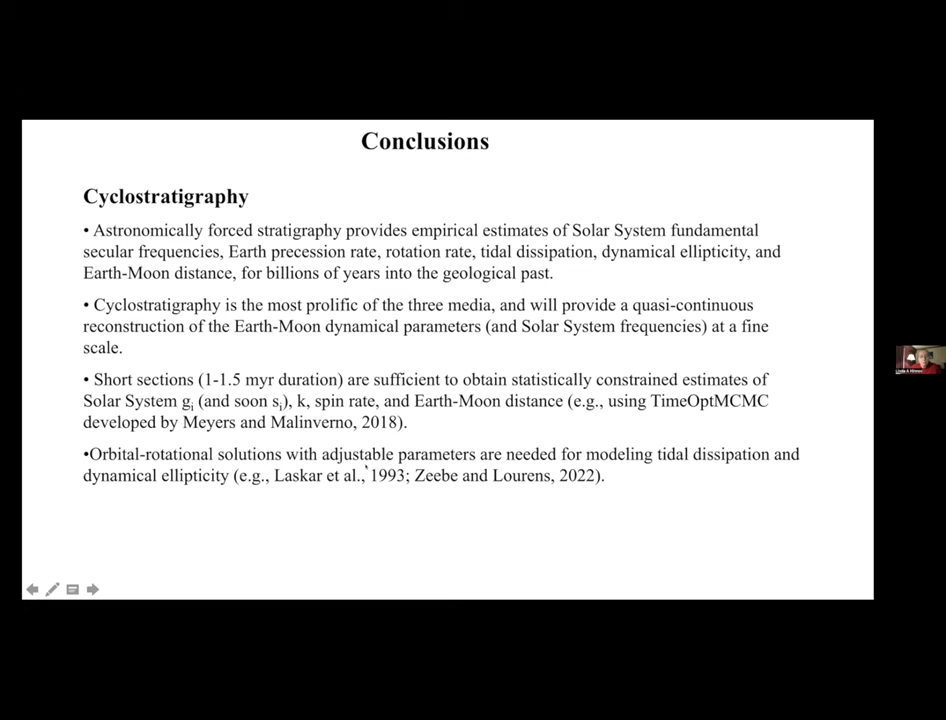 Conclusions
Cyclostratigraphy
• Astronomically forced stratigraphy provides empirical estimates of Solar System fundamental
secular frequencies, Earth precession rate, rotation rate, tidal dissipation, dynamical ellipticity, and
Earth-Moon distance, for billions of years into the geological past.
• Cyclostratigraphy is the most prolific of the three media, and will provide a quasi-continuous
reconstruction of the Earth-Moon dynamical parameters (and Solar System frequencies) at a fine
scale.
• Short sections (1-1.5 myr duration) are sufficient to obtain statistically constrained estimates of
Solar System gi (and soon si), k, spin rate, and Earth-Moon distance (e.g., using TimeOptMCMC
developed by Meyers and Malinverno, 2018).
•Orbital-rotational solutions with adjustable parameters are needed for modeling tidal dissipation and
dynamical ellipticity (e.g., Laskar et al., 1993; Zeebe and Lourens, 2022).